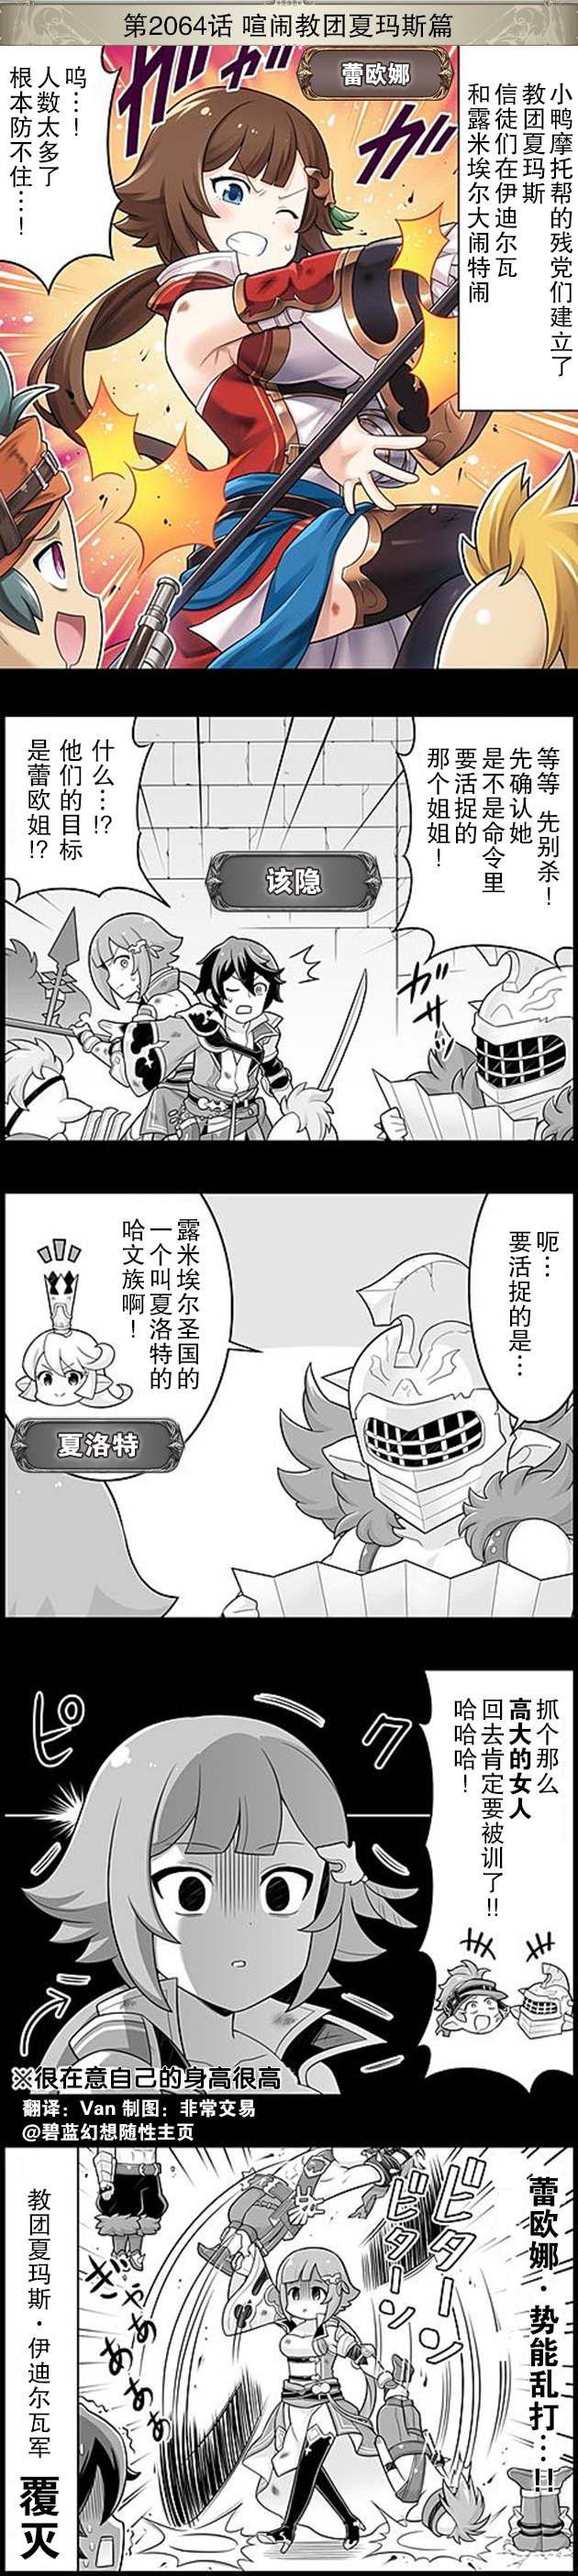 第2064话 喧闹教团夏玛斯篇
小鸭摩托帮的残党们建立了
教团夏玛斯
信徒们在伊迪尔瓦
和露米埃尔大闹特闹
蕾欧娜
呜…！
人数太多了
根本防不住…！
等等 先别杀！
先确认她
是不是命令里
要活捉的
那个姐姐！
该隐
什么…!?
他们的目标
是蕾欧姐!?
ガサ…
呃…
要活捉的是…
露米埃尔圣国的
一个叫夏洛特的
哈文族啊！
夏洛特
抓个那么
高大的女人
回去肯定要被训了!!
哈哈哈！
ピク
※很在意自己的身高很高
翻译：Van 制图：非常交易
@碧蓝幻想随性主页
蕾欧娜·势能乱打…!!
ビターン
ビターン
ぎゃああぁぁ
教团夏玛斯·伊迪尔瓦军
覆灭